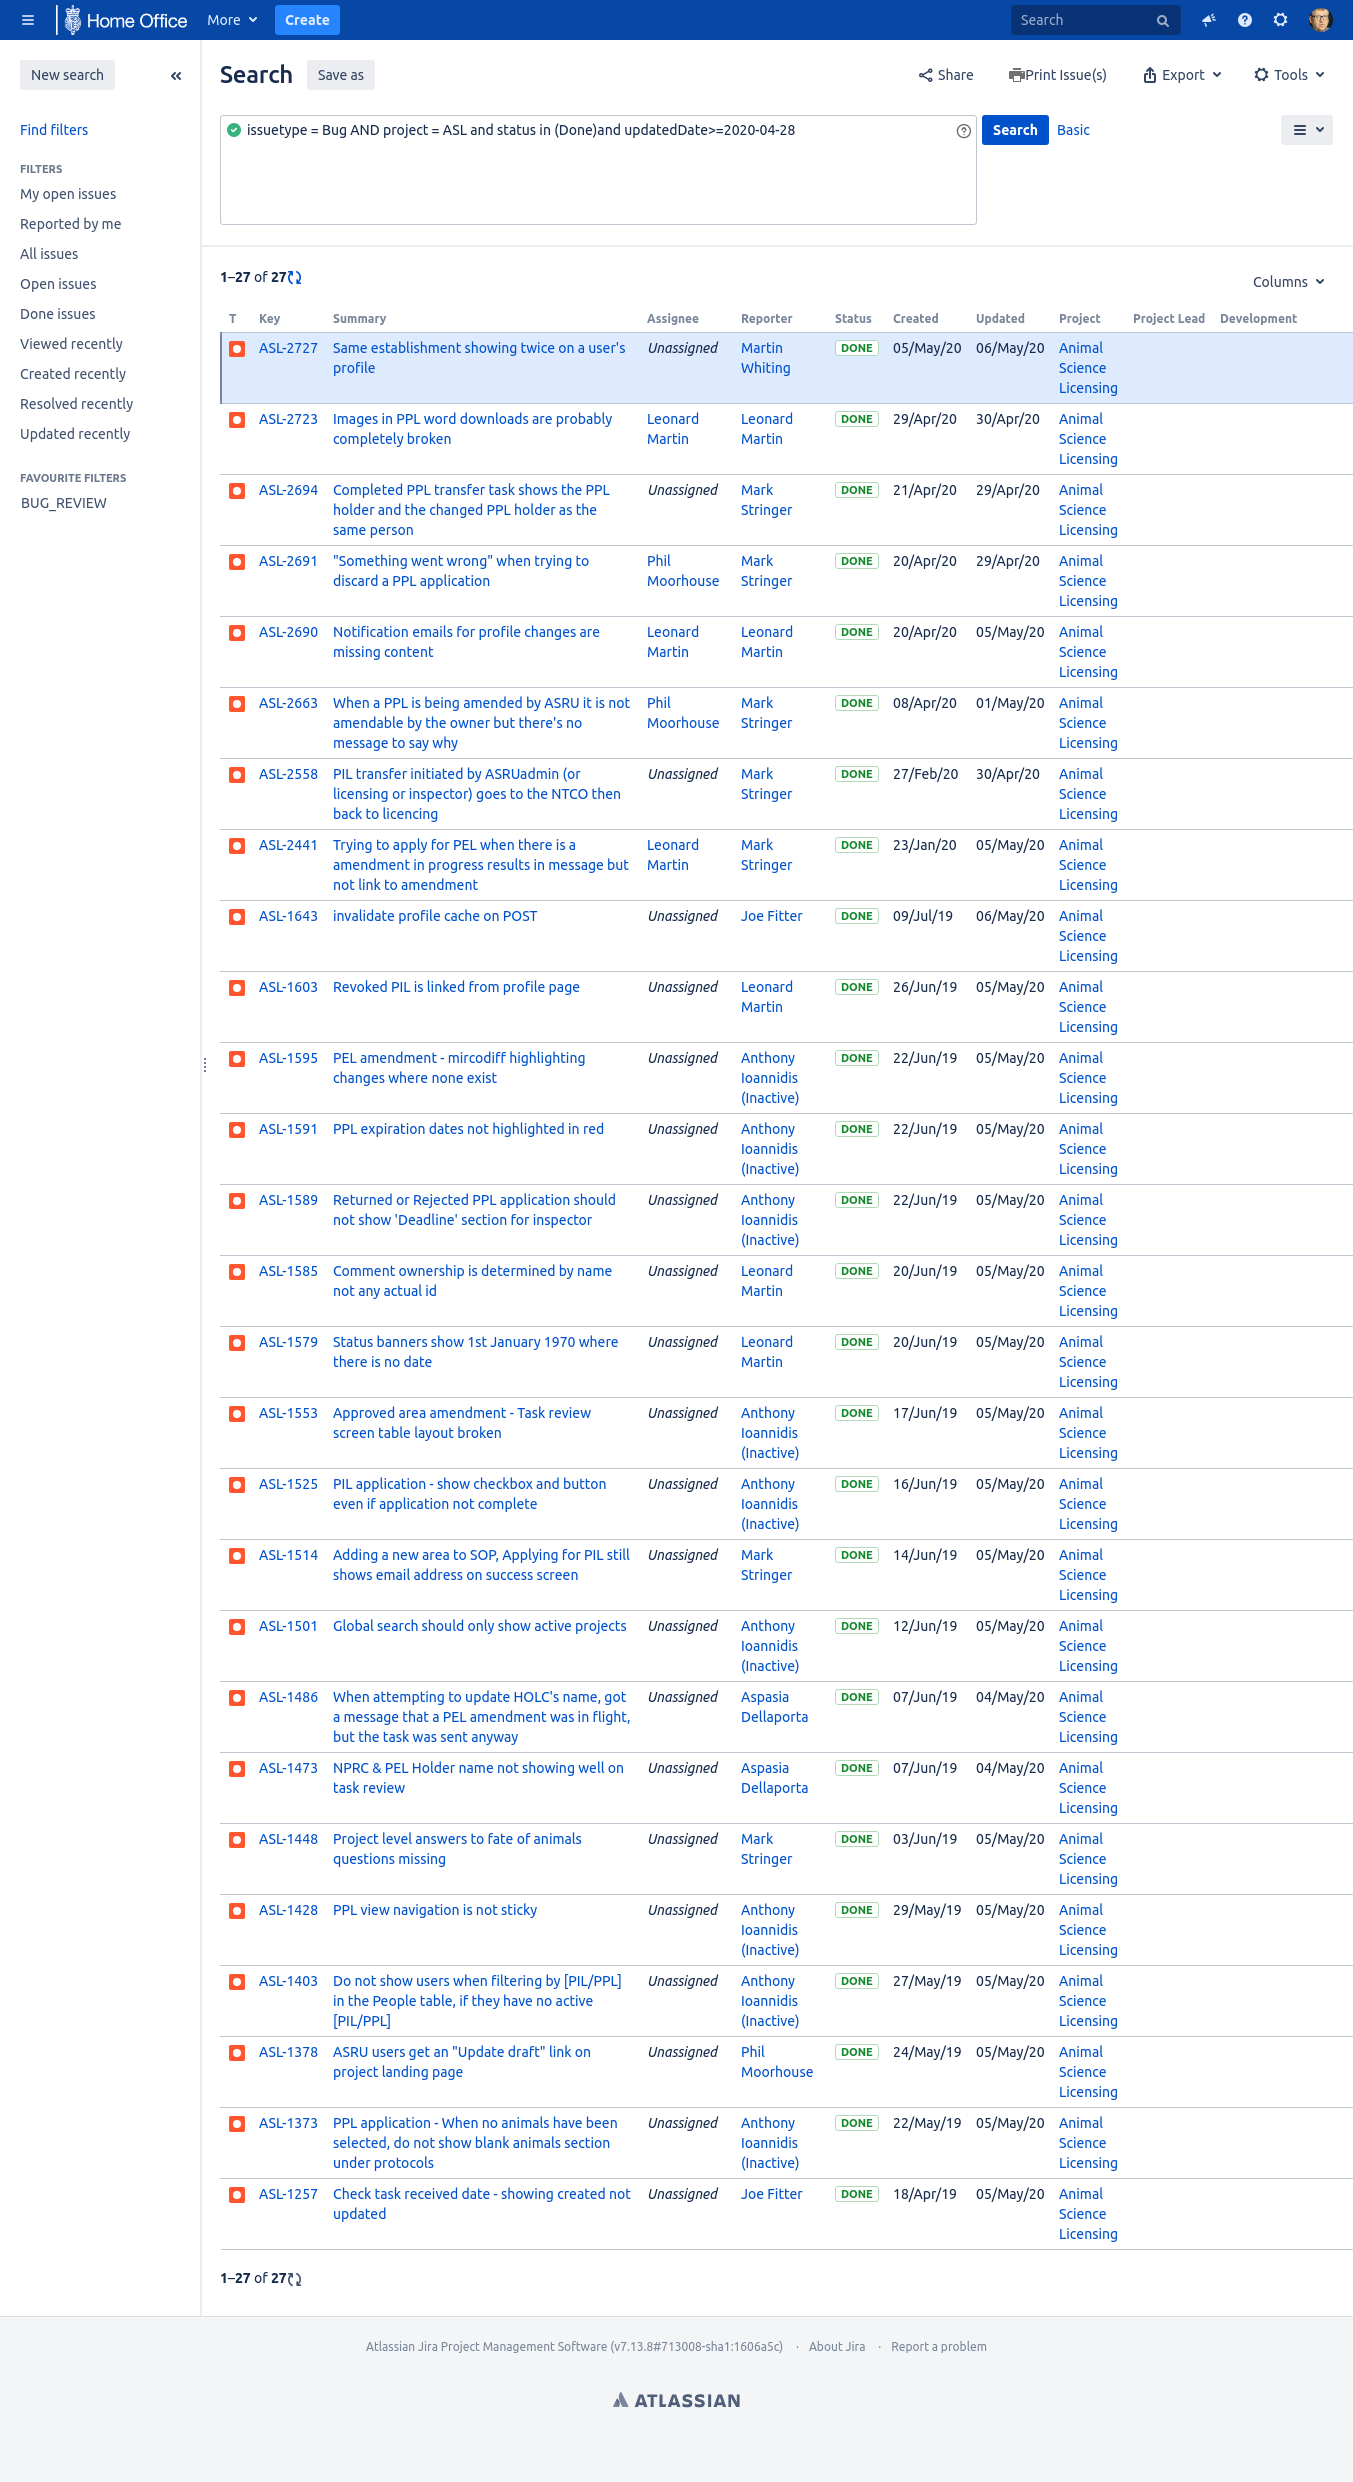 Home Office More Create Search
New search
Find filters
FILTERS
My open issues
Reported by me
All issues
Open issues
Done issues
Viewed recently
Created recently
Resolved recently
Updated recently
FAVOURITE FILTERS
BUG_REVIEW
Search Save as Share Print Issue(s) Export Tools
issuetype = Bug AND project = ASL and status in (Done)and updatedDate>=2020-04-28 Search Basic
1–27 of 27
Columns
T Key Summary Assignee Reporter Status Created Updated Project Project Lead Development
ASL-2727 Same establishment showing twice on a user's Unassigned Martin DONE 05/May/20 06/May/20 Animal
profile Whiting Science
Licensing
ASL-2723 Images in PPL word downloads are probably Leonard Leonard DONE 29/Apr/20 30/Apr/20 Animal
completely broken Martin Martin Science
Licensing
ASL-2694 Completed PPL transfer task shows the PPL Unassigned Mark DONE 21/Apr/20 29/Apr/20 Animal
holder and the changed PPL holder as the Stringer Science
same person Licensing
ASL-2691 "Something went wrong" when trying to Phil Mark DONE 20/Apr/20 29/Apr/20 Animal
discard a PPL application Moorhouse Stringer Science
Licensing
ASL-2690 Notification emails for profile changes are Leonard Leonard DONE 20/Apr/20 05/May/20 Animal
missing content Martin Martin Science
Licensing
ASL-2663 When a PPL is being amended by ASRU it is not Phil Mark DONE 08/Apr/20 01/May/20 Animal
amendable by the owner but there's no Moorhouse Stringer Science
message to say why Licensing
ASL-2558 PIL transfer initiated by ASRUadmin (or Unassigned Mark DONE 27/Feb/20 30/Apr/20 Animal
licensing or inspector) goes to the NTCO then Stringer Science
back to licencing Licensing
ASL-2441 Trying to apply for PEL when there is a Leonard Mark DONE 23/Jan/20 05/May/20 Animal
amendment in progress results in message but Martin Stringer Science
not link to amendment Licensing
ASL-1643 invalidate profile cache on POST Unassigned Joe Fitter DONE 09/Jul/19 06/May/20 Animal
Science
Licensing
ASL-1603 Revoked PIL is linked from profile page Unassigned Leonard DONE 26/Jun/19 05/May/20 Animal
Martin Science
Licensing
ASL-1595 PEL amendment - mircodiff highlighting Unassigned Anthony DONE 22/Jun/19 05/May/20 Animal
changes where none exist Ioannidis Science
(Inactive) Licensing
ASL-1591 PPL expiration dates not highlighted in red Unassigned Anthony DONE 22/Jun/19 05/May/20 Animal
Ioannidis Science
(Inactive) Licensing
ASL-1589 Returned or Rejected PPL application should Unassigned Anthony DONE 22/Jun/19 05/May/20 Animal
not show 'Deadline' section for inspector Ioannidis Science
(Inactive) Licensing
ASL-1585 Comment ownership is determined by name Unassigned Leonard DONE 20/Jun/19 05/May/20 Animal
not any actual id Martin Science
Licensing
ASL-1579 Status banners show 1st January 1970 where Unassigned Leonard DONE 20/Jun/19 05/May/20 Animal
there is no date Martin Science
Licensing
ASL-1553 Approved area amendment - Task review Unassigned Anthony DONE 17/Jun/19 05/May/20 Animal
screen table layout broken Ioannidis Science
(Inactive) Licensing
ASL-1525 PIL application - show checkbox and button Unassigned Anthony DONE 16/Jun/19 05/May/20 Animal
even if application not complete Ioannidis Science
(Inactive) Licensing
ASL-1514 Adding a new area to SOP, Applying for PIL still Unassigned Mark DONE 14/Jun/19 05/May/20 Animal
shows email address on success screen Stringer Science
Licensing
ASL-1501 Global search should only show active projects Unassigned Anthony DONE 12/Jun/19 05/May/20 Animal
Ioannidis Science
(Inactive) Licensing
ASL-1486 When attempting to update HOLC's name, got Unassigned Aspasia DONE 07/Jun/19 04/May/20 Animal
a message that a PEL amendment was in flight, Dellaporta Science
but the task was sent anyway Licensing
ASL-1473 NPRC & PEL Holder name not showing well on Unassigned Aspasia DONE 07/Jun/19 04/May/20 Animal
task review Dellaporta Science
Licensing
ASL-1448 Project level answers to fate of animals Unassigned Mark DONE 03/Jun/19 05/May/20 Animal
questions missing Stringer Science
Licensing
ASL-1428 PPL view navigation is not sticky Unassigned Anthony DONE 29/May/19 05/May/20 Animal
Ioannidis Science
(Inactive) Licensing
ASL-1403 Do not show users when filtering by [PIL/PPL] Unassigned Anthony DONE 27/May/19 05/May/20 Animal
in the People table, if they have no active Ioannidis Science
[PIL/PPL] (Inactive) Licensing
ASL-1378 ASRU users get an "Update draft" link on Unassigned Phil DONE 24/May/19 05/May/20 Animal
project landing page Moorhouse Science
Licensing
ASL-1373 PPL application - When no animals have been Unassigned Anthony DONE 22/May/19 05/May/20 Animal
selected, do not show blank animals section Ioannidis Science
under protocols (Inactive) Licensing
ASL-1257 Check task received date - showing created not Unassigned Joe Fitter DONE 18/Apr/19 05/May/20 Animal
updated Science
Licensing
1–27 of 27
Atlassian Jira Project Management Software (v7.13.8#713008-sha1:1606a5c) · About Jira · Report a problem
ATLASSIAN